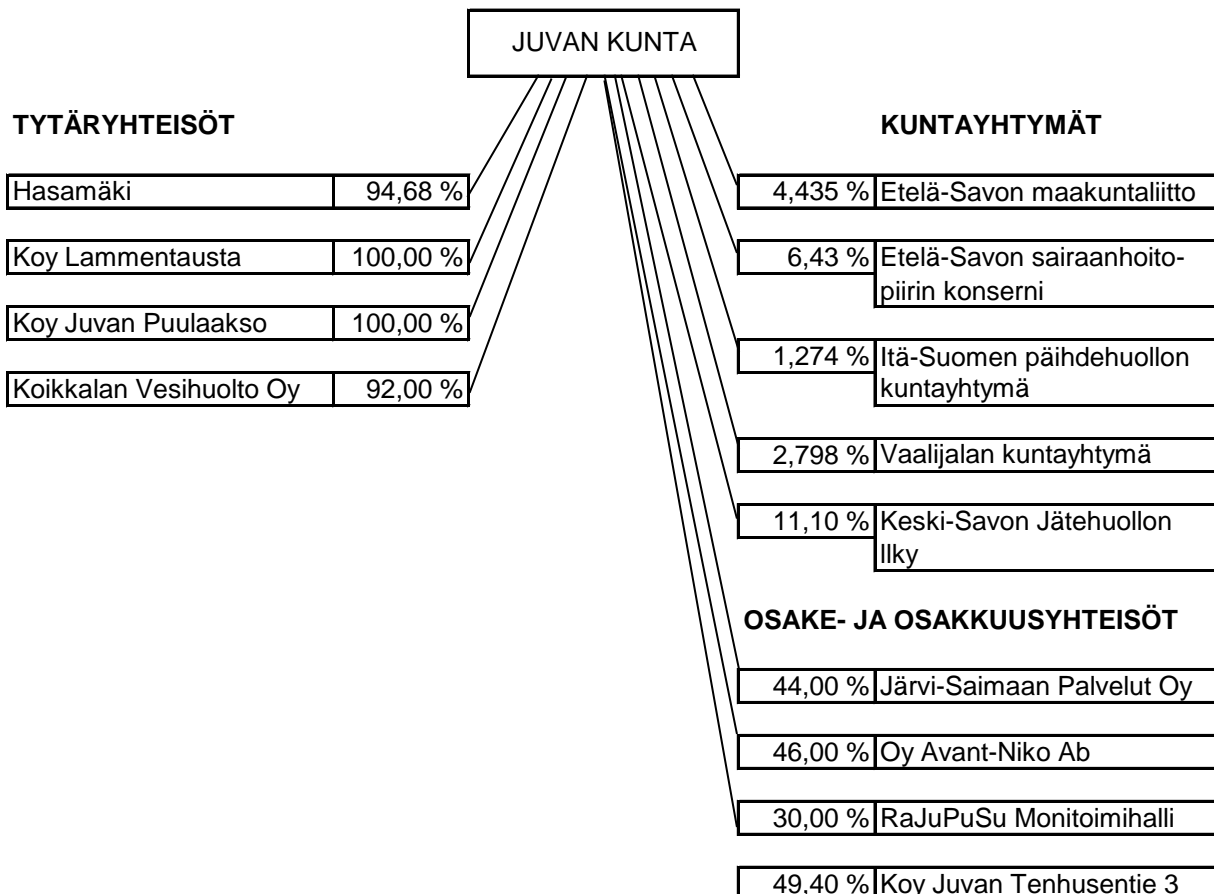 JUVAN KUNTA
TYTÄRYHTEISÖT
Hasamäki 94,68 %
Koy Lammentausta 100,00 %
Koy Juvan Puulaakso 100,00 %
Koikkalan Vesihuolto Oy 92,00 %
KUNTAYHTYMÄT
4,435 % Etelä-Savon maakuntaliitto
6,43 % Etelä-Savon sairaanhoito-
piirin konserni
1,274 % Itä-Suomen päihdehuollon
kuntayhtymä
2,798 % Vaalijalan kuntayhtymä
11,10 % Keski-Savon Jätehuollon
llky
OSAKE- JA OSAKKUUSYHTEISÖT
44,00 % Järvi-Saimaan Palvelut Oy
46,00 % Oy Avant-Niko Ab
30,00 % RaJuPuSu Monitoimihalli
49,40 % Koy Juvan Tenhusentie 3